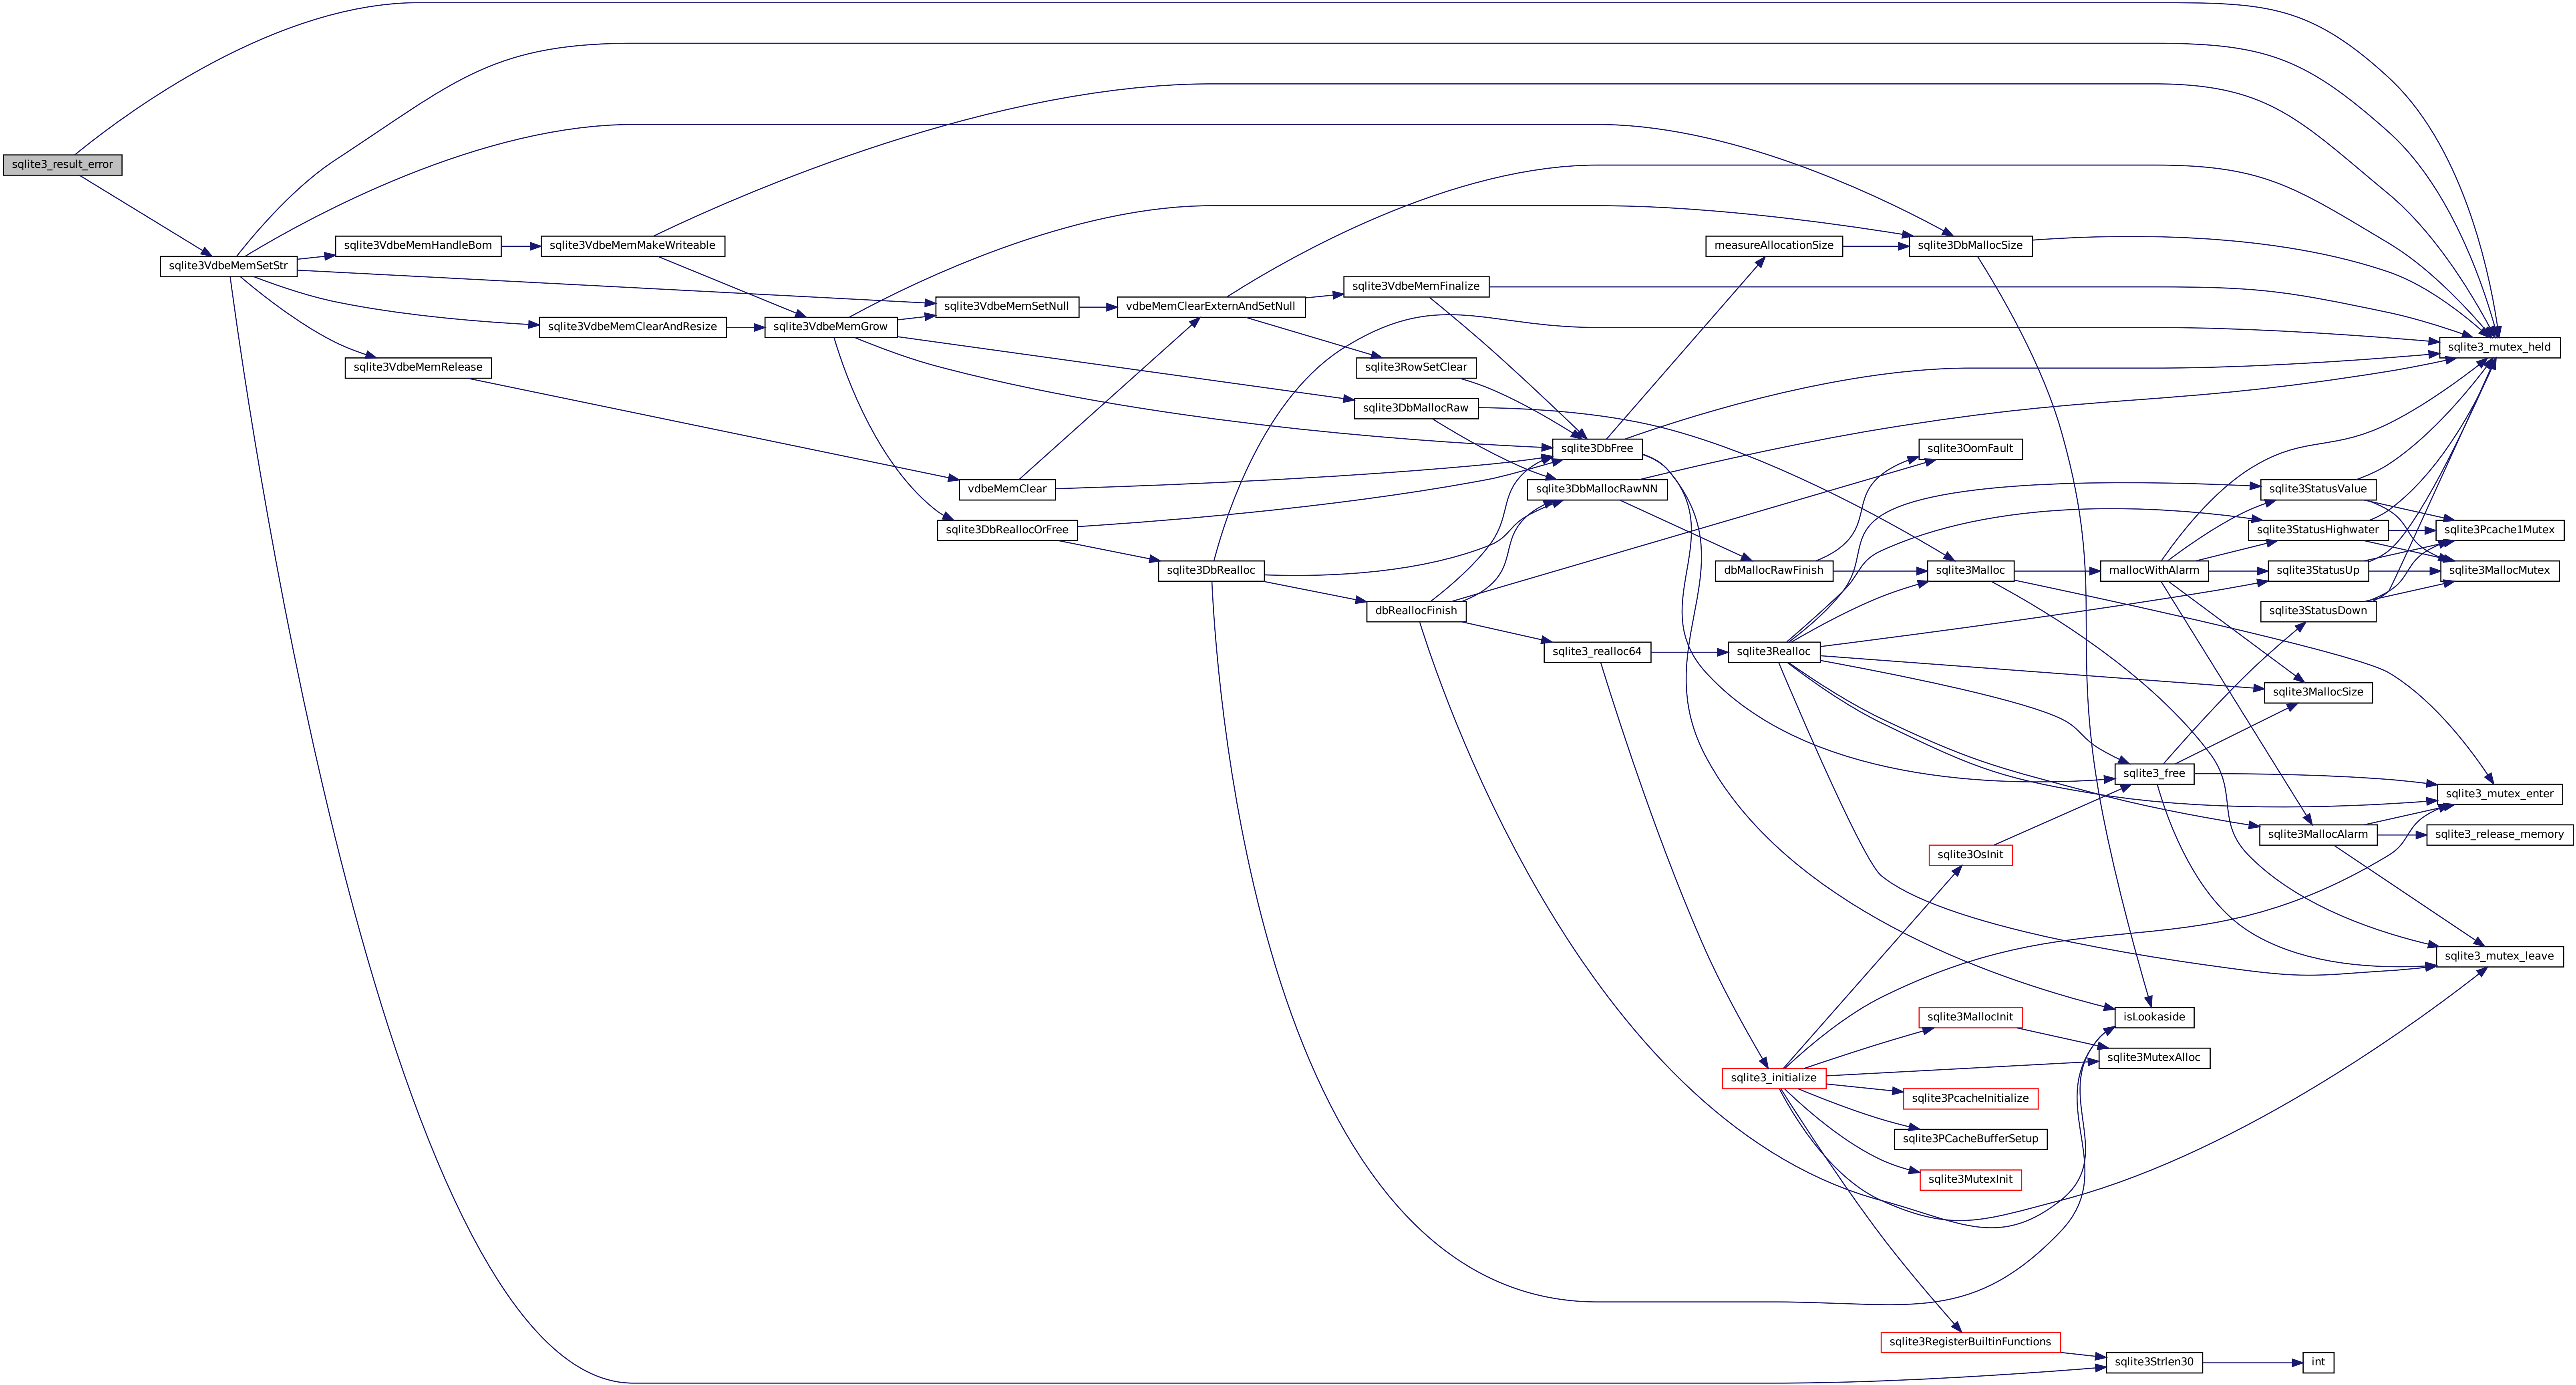 sqlite3_result_error
sqlite3VdbeMemSetStr
sqlite3VdbeMemHandleBom
sqlite3VdbeMemRelease
sqlite3VdbeMemMakeWriteable
sqlite3VdbeMemClearAndResize
sqlite3VdbeMemGrow
sqlite3VdbeMemSetNull
vdbeMemClear
sqlite3DbReallocOrFree
vdbeMemClearExternAndSetNull
sqlite3DbRealloc
sqlite3VdbeMemFinalize
sqlite3RowSetClear
sqlite3DbMallocRaw
dbReallocFinish
sqlite3DbFree
sqlite3DbMallocRawNN
sqlite3_realloc64
measureAllocationSize
dbMallocRawFinish
sqlite3Realloc
sqlite3_initialize
sqlite3DbMallocSize
sqlite3OomFault
sqlite3Malloc
sqlite3OsInit
sqlite3MallocInit
sqlite3PcacheInitialize
sqlite3PCacheBufferSetup
sqlite3MutexInit
sqlite3RegisterBuiltinFunctions
mallocWithAlarm
sqlite3_free
isLookaside
sqlite3MutexAlloc
sqlite3Strlen30
sqlite3StatusValue
sqlite3StatusHighwater
sqlite3StatusUp
sqlite3StatusDown
sqlite3MallocSize
sqlite3MallocAlarm
int
sqlite3_mutex_held
sqlite3Pcache1Mutex
sqlite3MallocMutex
sqlite3_mutex_enter
sqlite3_release_memory
sqlite3_mutex_leave